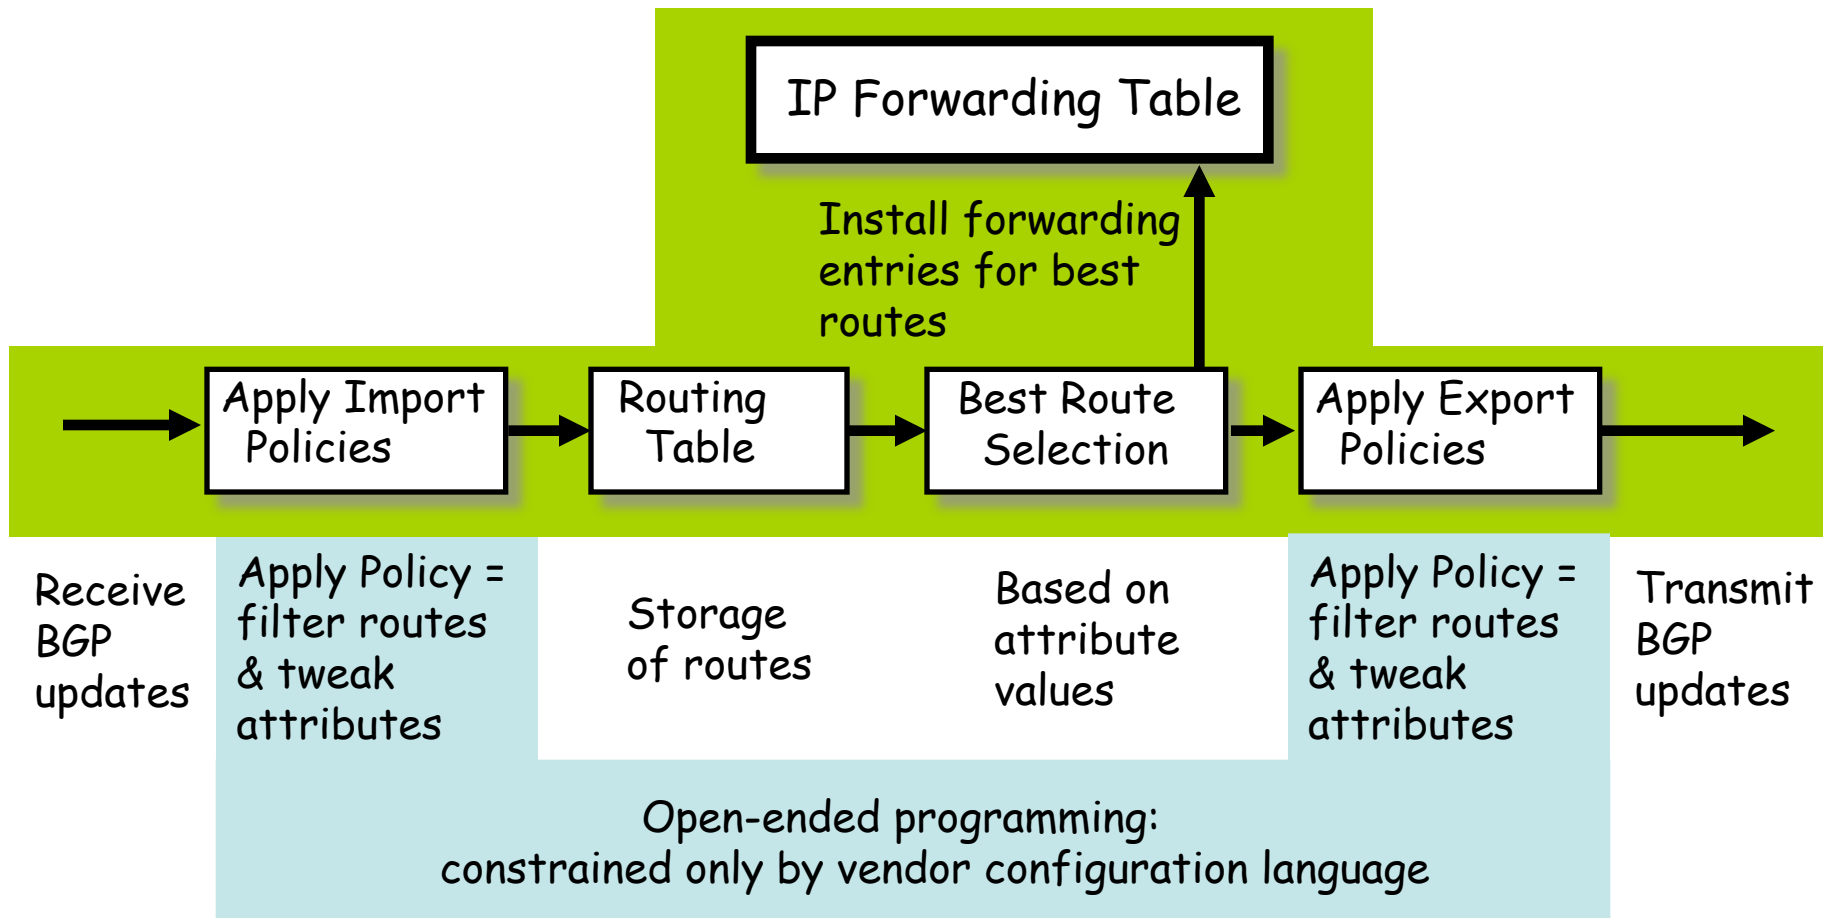 IP Forwarding Table
Install forwarding
entries for best
routes
Apply Import
Policies
Routing
Table
Best Route
Selection
Apply Export
Policies
Receive
BGP
updates
Apply Policy =
filter routes
& tweak
attributes
Storage
of routes
Based on
attribute
values
Apply Policy =
filter routes
& tweak
attributes
Transmit
BGP
updates
Open-ended programming:
constrained only by vendor configuration language